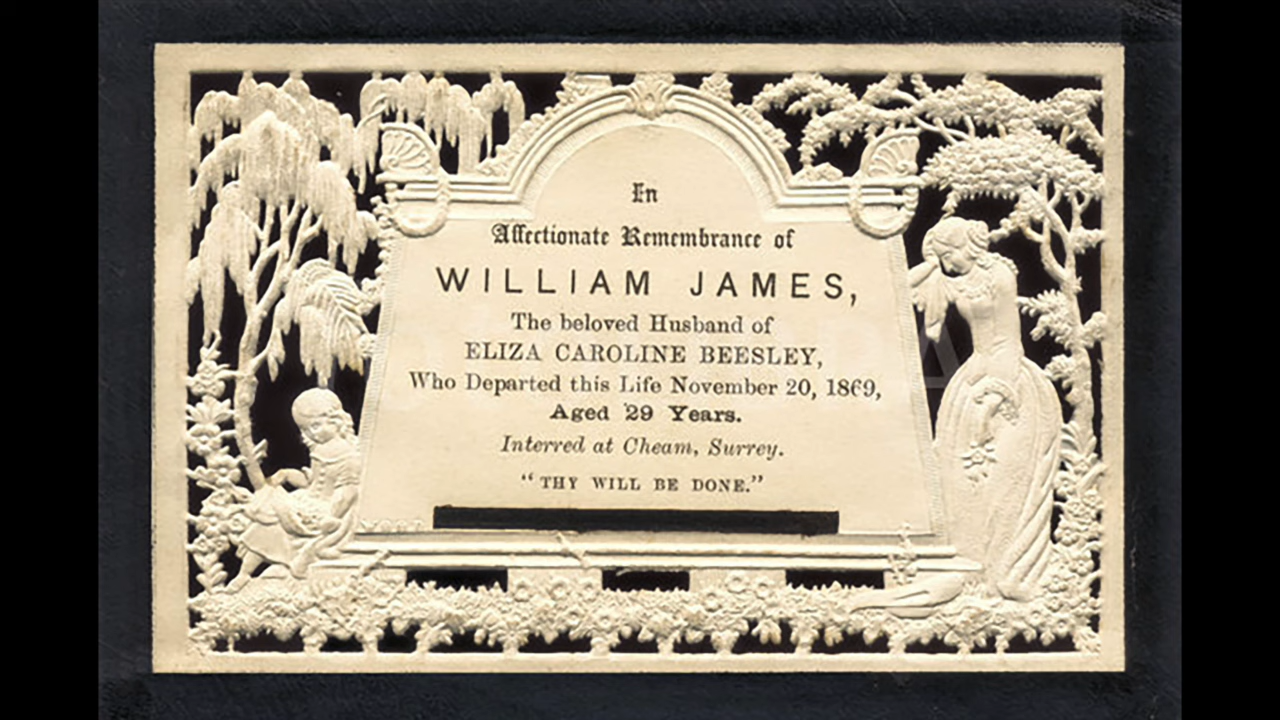 In
Affectionate Remembrance of
WILLIAM JAMES,
The beloved Husband of
ELIZA CAROLINE BEESLEY,
Who Departed this Life November 20, 1869,
Aged 29 Years.
Interred at Cheam, Surrey.
"THY WILL BE DONE."